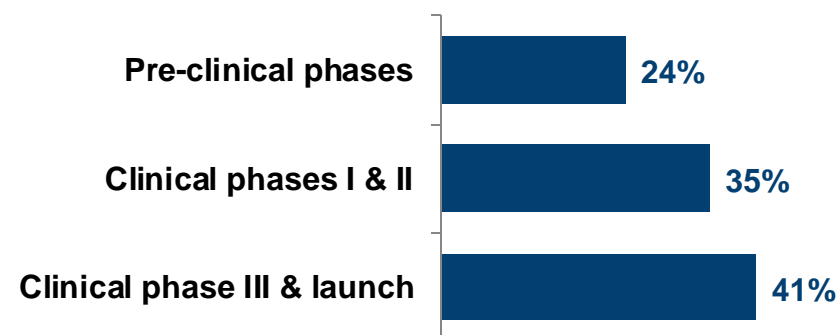 Pre-clinical phases 24%
Clinical phases I & II 35%
Clinical phase III & launch 41%